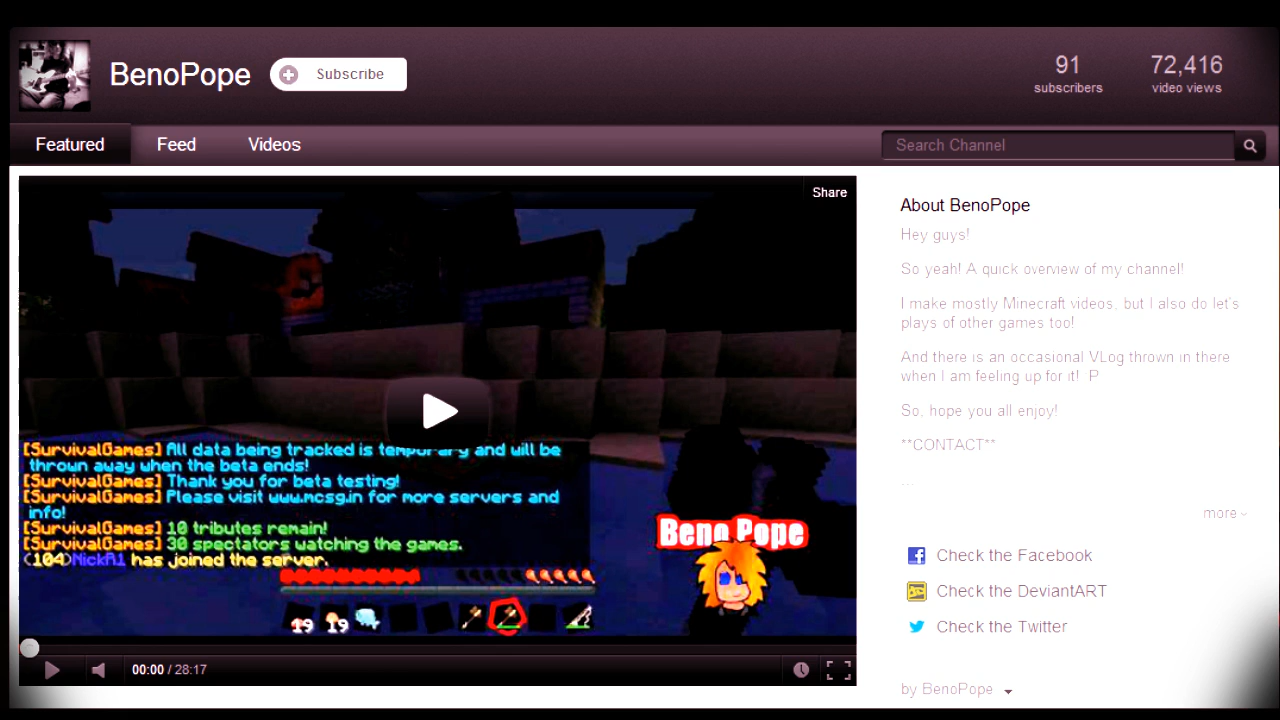 BenoPope
Subscribe
91
subscribers
72,416
video views
Featured
Feed
Videos
Search Channel
Share
[SurvivalGames] All data being tracked is temporary and will be
thrown away when the beta ends!
[SurvivalGames] Thank you for beta testing!
[SurvivalGames] Please visit www.mcsg.in for more servers and
info!
[SurvivalGames] 10 tributes remain!
[SurvivalGames] 30 spectators watching the games.
(104)NickA1 has joined the server.
Beno Pope
19 19
00:00 / 28:17
About BenoPope
Hey guys!
So yeah! A quick overview of my channel!
I make mostly Minecraft videos, but I also do let's
plays of other games too!
And there is an occasional VLog thrown in there
when I am feeling up for it! P
So, hope you all enjoy!
**CONTACT**
...
more
Check the Facebook
Check the DeviantART
Check the Twitter
by BenoPope